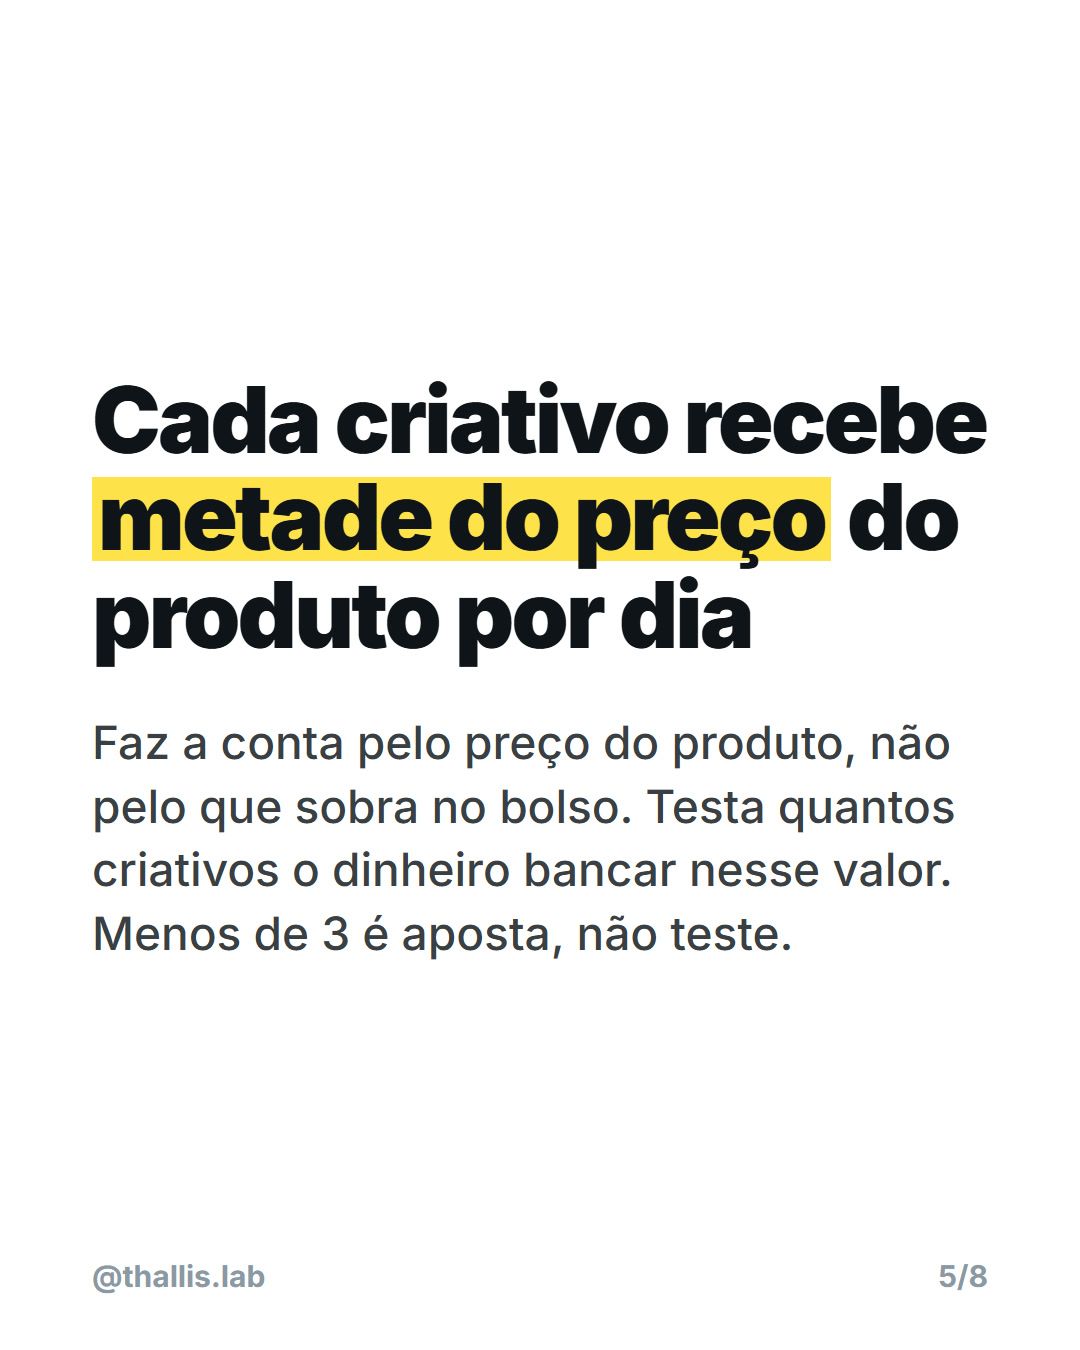 Cada criativo recebe
metade do preço do
produto por dia
Faz a conta pelo preço do produto, não
pelo que sobra no bolso. Testa quantos
criativos o dinheiro bancar nesse valor.
Menos de 3 é aposta, não teste.
@thallis.lab
5/8